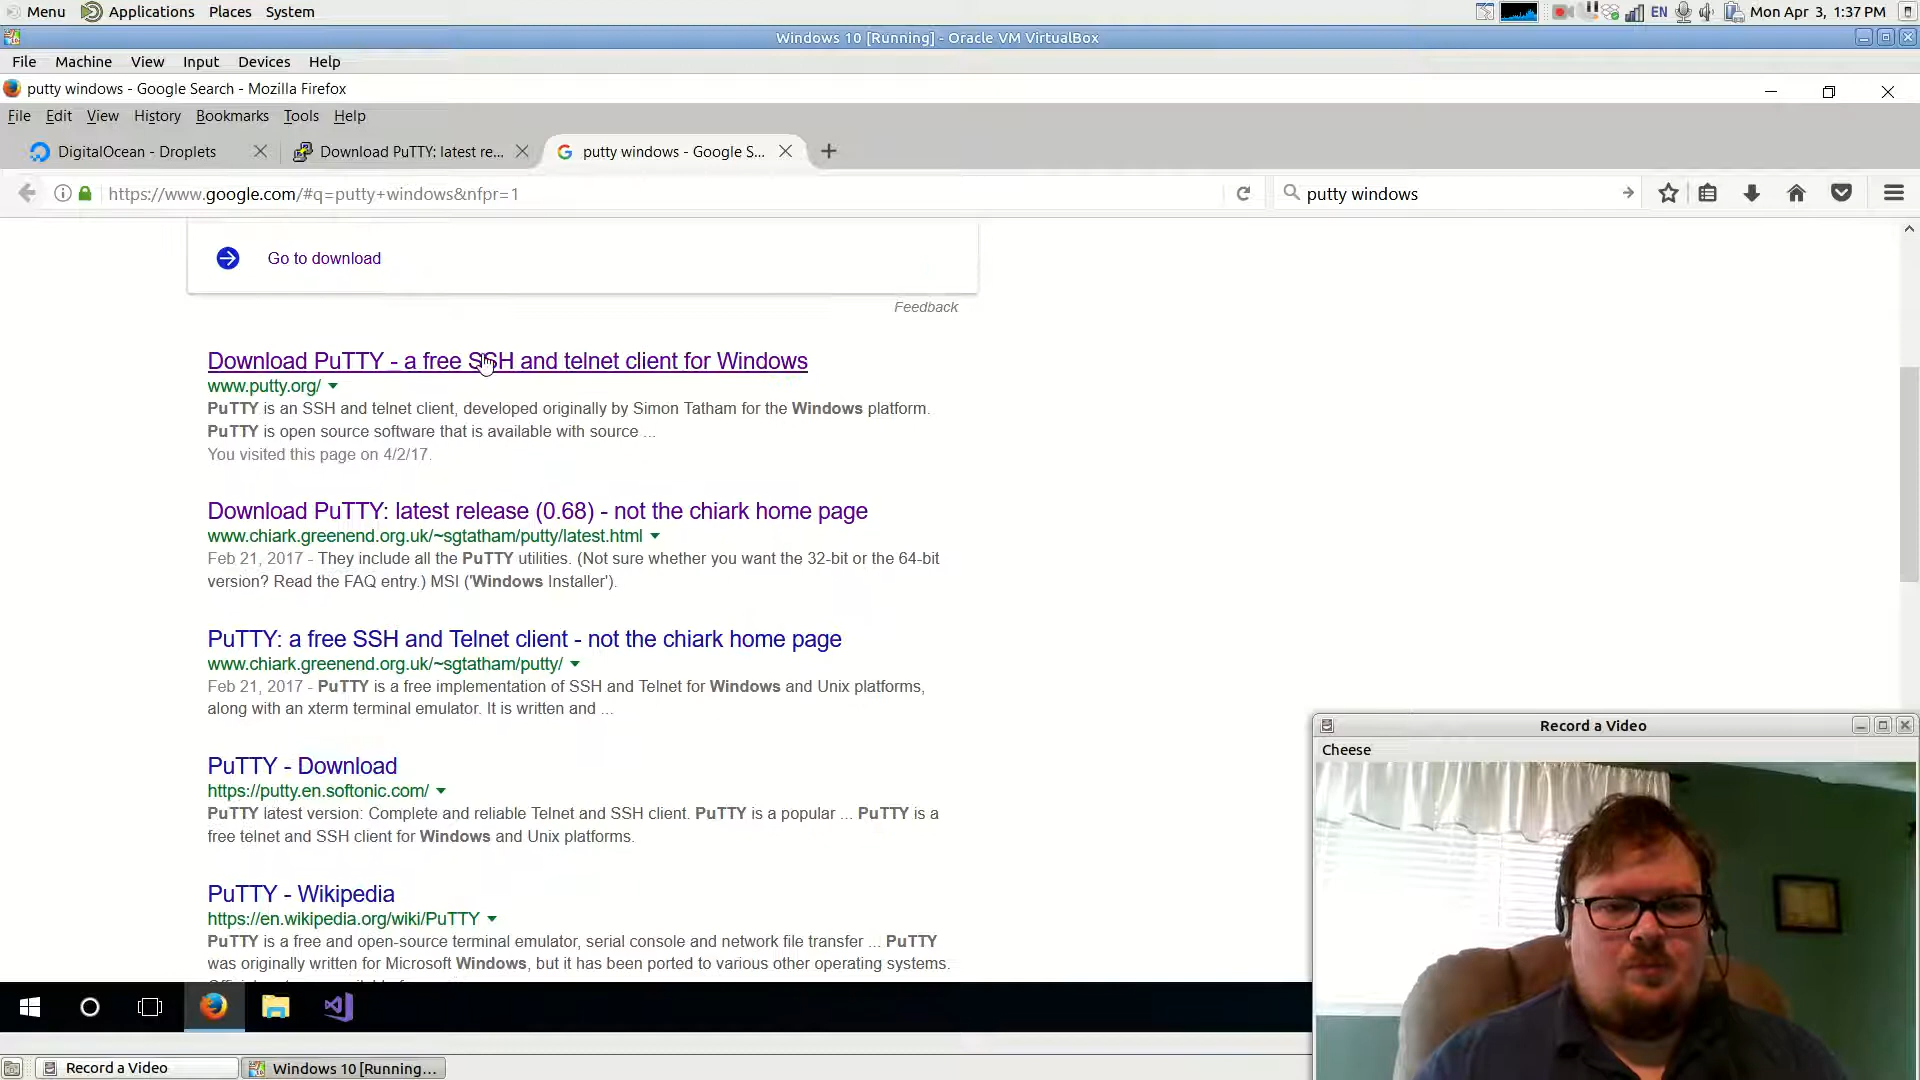 Menu Applications Places System EN Mon Apr 3, 1:37 PM
Windows 10 [Running] - Oracle VM VirtualBox
File Machine View Input Devices Help
putty windows - Google Search - Mozilla Firefox
File Edit View History Bookmarks Tools Help
DigitalOcean - Droplets Download PuTTY: latest re... putty windows - Google S...
https://www.google.com/#q=putty+windows&nfpr=1 putty windows
Go to download
Feedback
Download PuTTY - a free SSH and telnet client for Windows
www.putty.org/
PuTTY is an SSH and telnet client, developed originally by Simon Tatham for the Windows platform.
PuTTY is open source software that is available with source ...
You visited this page on 4/2/17.
Download PuTTY: latest release (0.68) - not the chiark home page
www.chiark.greenend.org.uk/~sgtatham/putty/latest.html
Feb 21, 2017 - They include all the PuTTY utilities. (Not sure whether you want the 32-bit or the 64-bit
version? Read the FAQ entry.) MSI ('Windows Installer').
PuTTY: a free SSH and Telnet client - not the chiark home page
www.chiark.greenend.org.uk/~sgtatham/putty/
Feb 21, 2017 - PuTTY is a free implementation of SSH and Telnet for Windows and Unix platforms,
along with an xterm terminal emulator. It is written and ...
PuTTY - Download
https://putty.en.softonic.com/
PuTTY latest version: Complete and reliable Telnet and SSH client. PuTTY is a popular ... PuTTY is a
free telnet and SSH client for Windows and Unix platforms.
PuTTY - Wikipedia
https://en.wikipedia.org/wiki/PuTTY
PuTTY is a free and open-source terminal emulator, serial console and network file transfer ... PuTTY
was originally written for Microsoft Windows, but it has been ported to various other operating systems.
Record a Video
Cheese
Record a Video Windows 10 [Running...